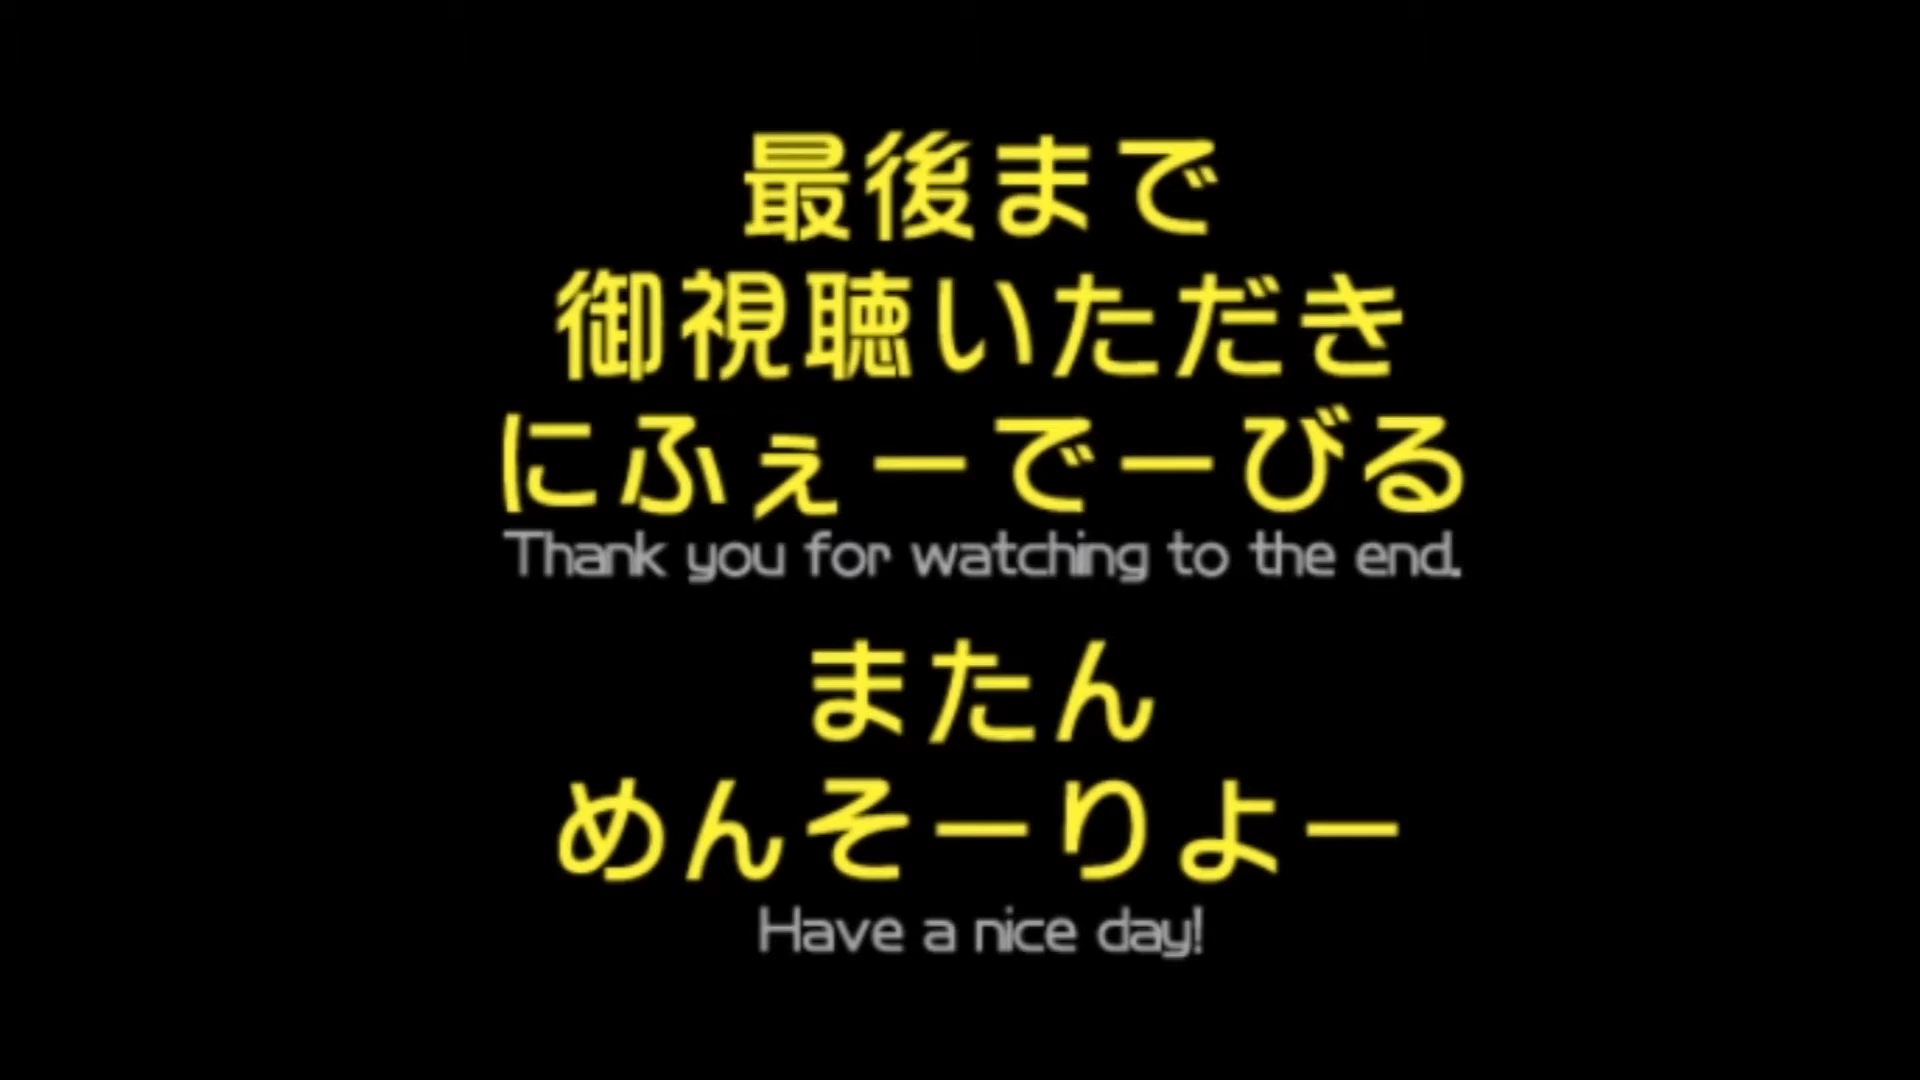 最後まで
御視聴いただき
にふぇーでーびる
Thank you for watching to the end.
またん
めんそーりよー
Have a nice day!